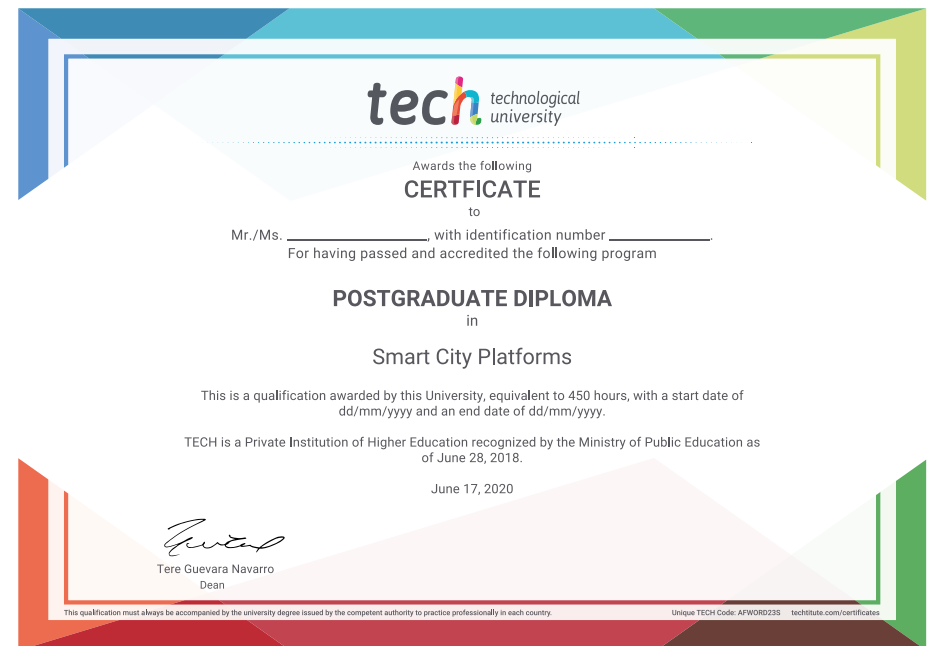 tech technological
university
Awards the following
CERTFICATE
to
Mr./Ms. ____________________, with identification number ______________.
For having passed and accredited the following program
POSTGRADUATE DIPLOMA
in
Smart City Platforms
This is a qualification awarded by this University, equivalent to 450 hours, with a start date of
dd/mm/yyyy and an end date of dd/mm/yyyy.
TECH is a Private Institution of Higher Education recognized by the Ministry of Public Education as
of June 28, 2018.
June 17, 2020
Tere Guevara Navarro
Dean
This qualification must always be accompanied by the university degree issued by the competent authority to practice professionally in each country.
Unique TECH Code: AFWORD23S techtitute.com/certificates